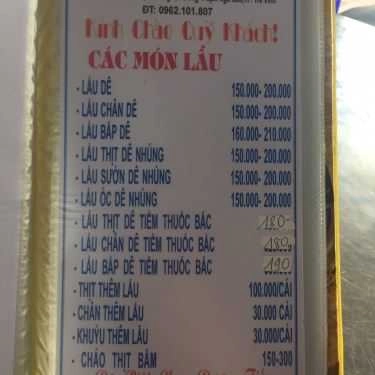 ĐT: 0962.101.807
Kính Chào Quý Khách!
CÁC MÓN LẨU
- LẨU DÊ 150.000- 200.000
- LẨU CHÂN DÊ 150.000- 200.000
- LẨU BẮP DÊ 160.000- 210.000
- LẨU THỊT DÊ NHÚNG 150.000- 200.000
- LẨU SƯỜN DÊ NHÚNG 150.000- 200.000
- LẨU ÓC DÊ NHÚNG 150.000- 200.000
- LẨU THỊT DÊ TIỀM THUỐC BẮC 180
- LẨU CHÂN DÊ TIỀM THUỐC BẮC 180
- LẨU BẮP DÊ TIỀM THUỐC BẮC 190
- THỊT THÊM LẨU 100.000/CÁI
- CHÂN THÊM LẨU 30.000 CÁI
- KHUỶU THÊM LẨU 30.000/CÁI
- CHÁO THỊT BẰM 150-300